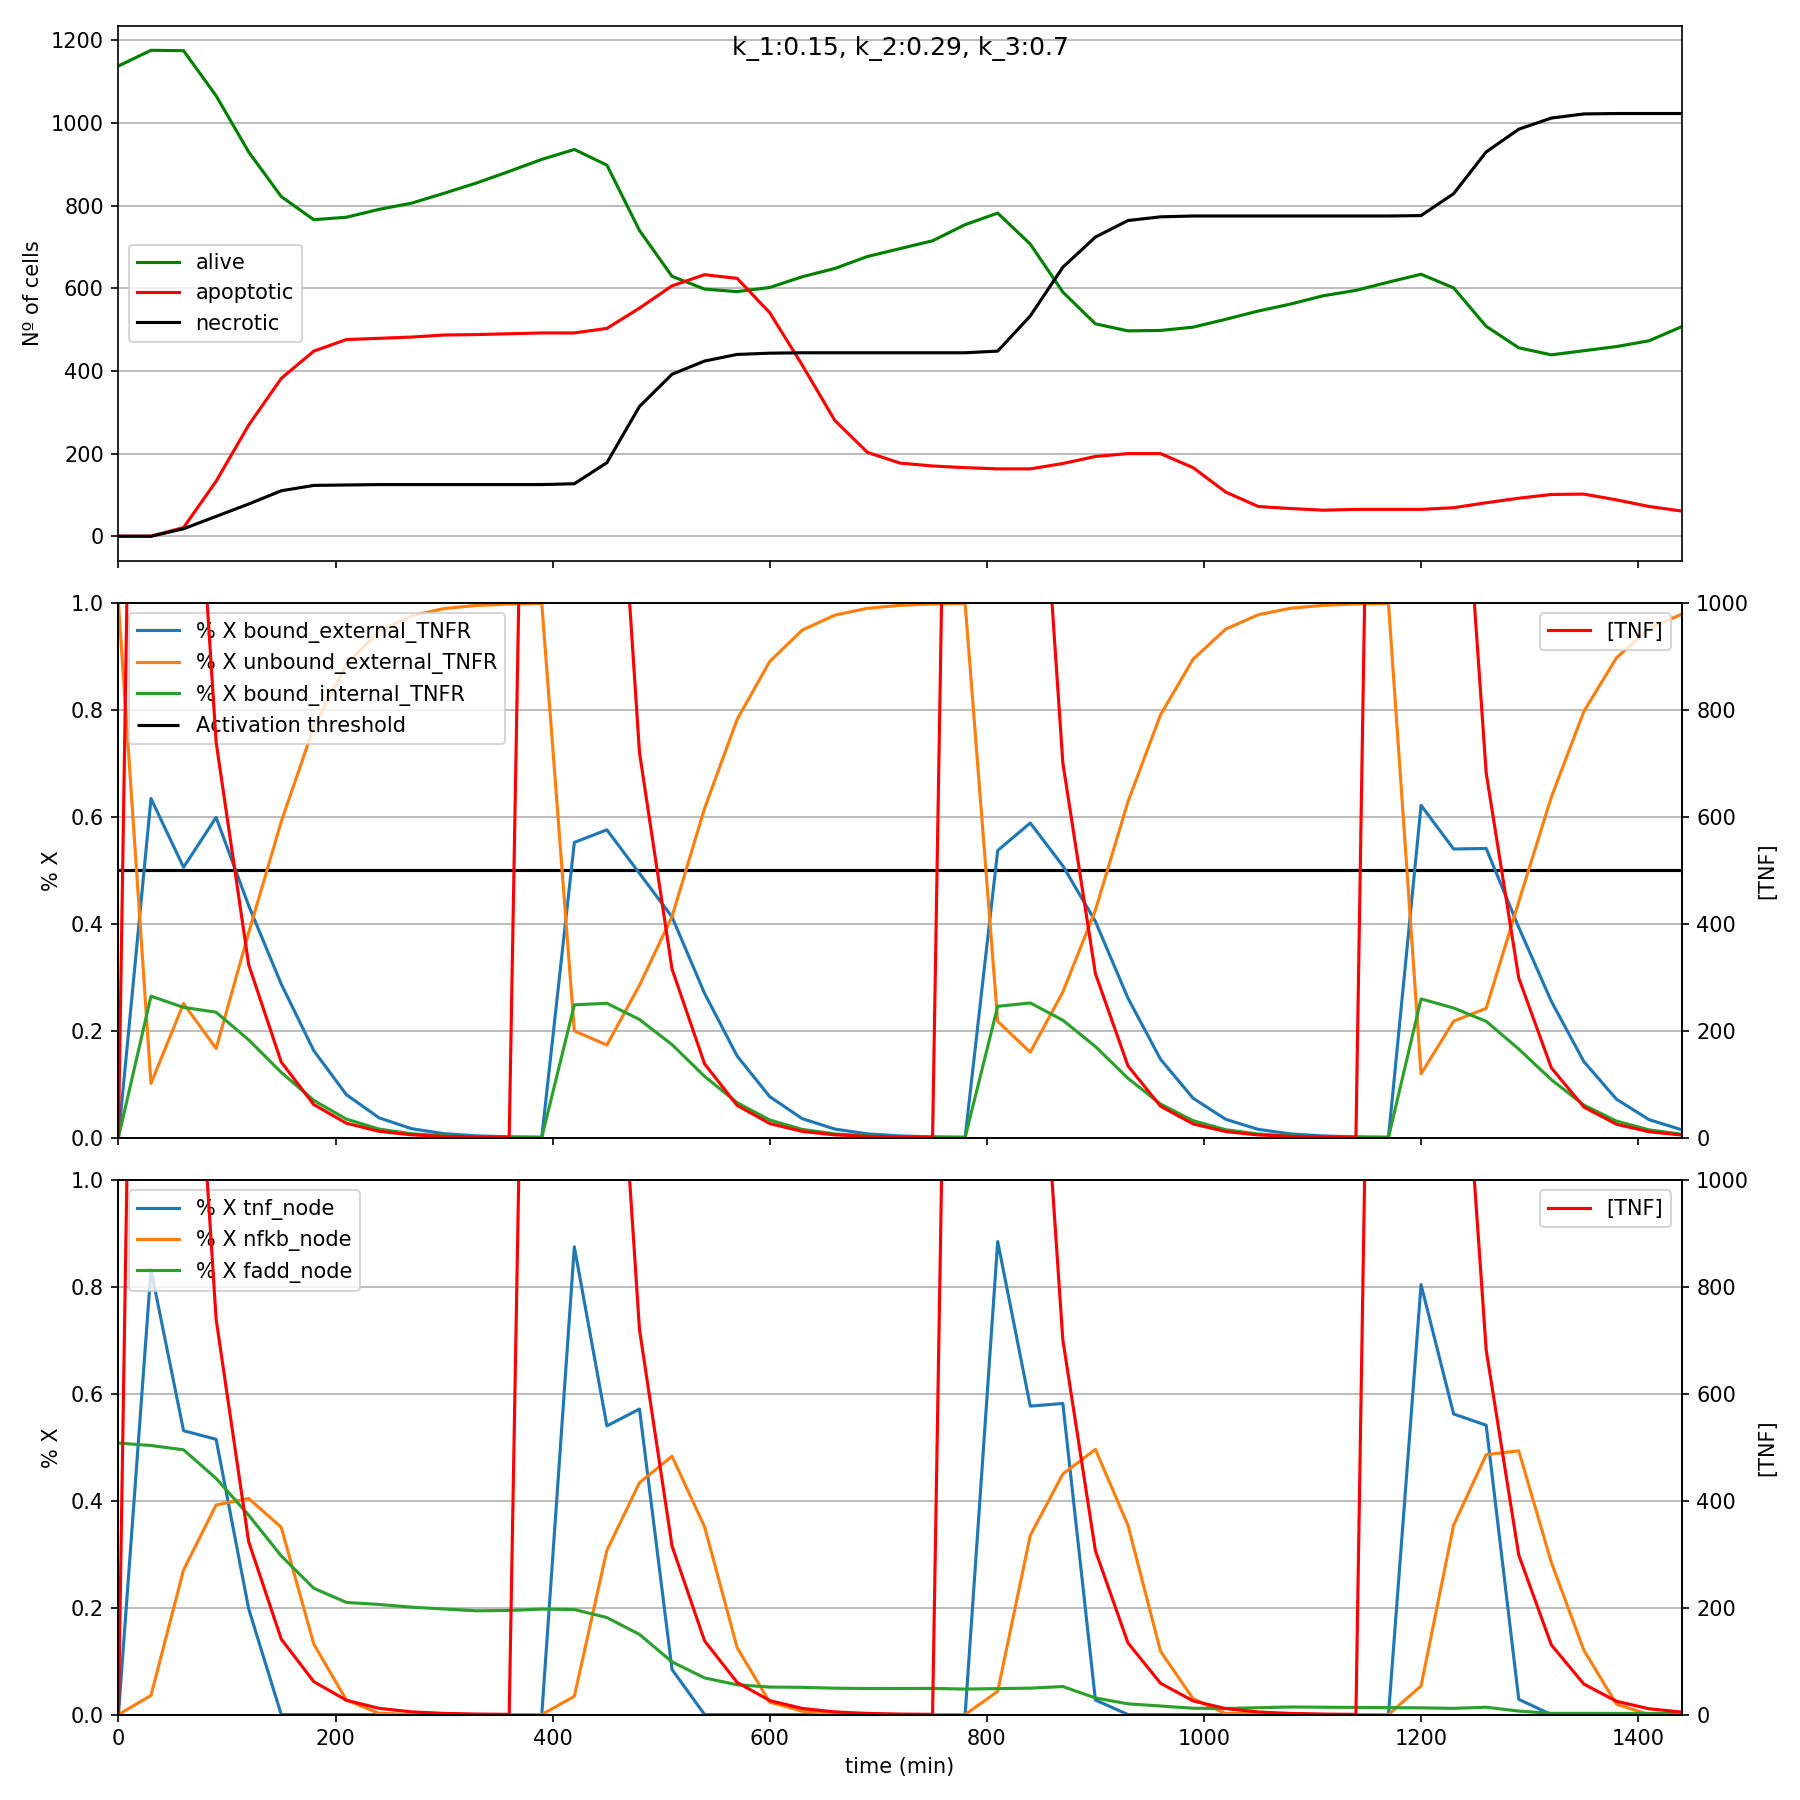 k_1:0.15, k_2:0.29, k_3:0.7
1200
1000
800
600
400
200
0
Nº of cells
alive
apoptotic
necrotic
1.0
0.8
0.6
0.4
0.2
0.0
% X
% X bound_external_TNFR
% X unbound_external_TNFR
% X bound_internal_TNFR
Activation threshold
[TNF]
1000
800
600
400
200
0
[TNF]
1.0
0.8
0.6
0.4
0.2
0.0
% X
% X tnf_node
% X nfkb_node
% X fadd_node
[TNF]
1000
800
600
400
200
0
[TNF]
0 200 400 600 800 1000 1200 1400
time (min)